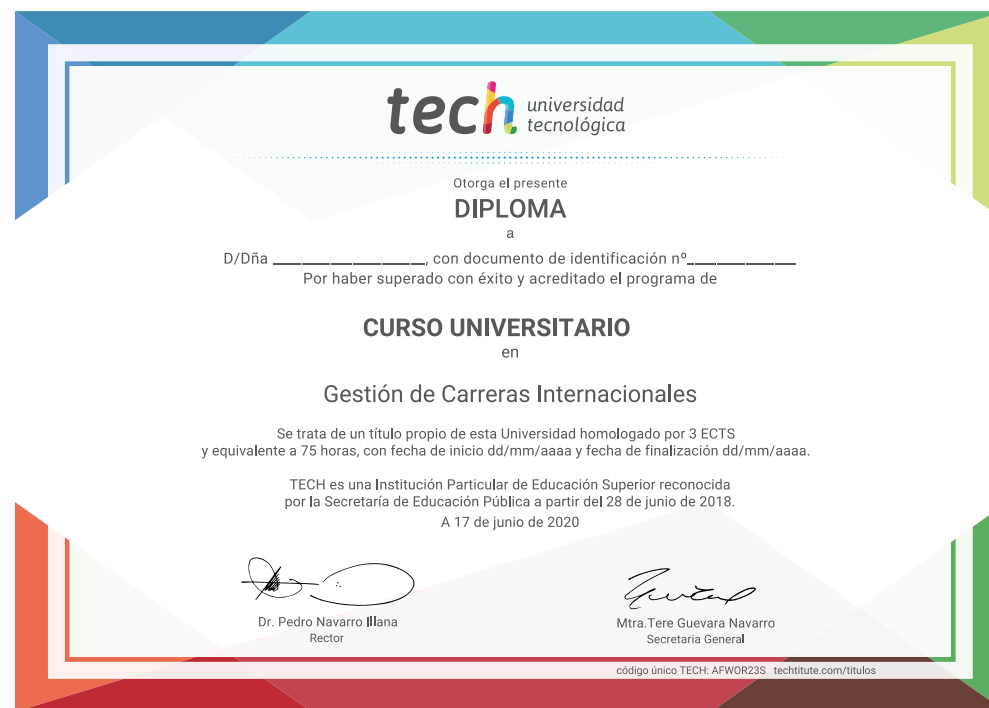 tech universidad
tecnológica
Otorga el presente
DIPLOMA
a
D/Dña ____________________, con documento de identificación nº______________
Por haber superado con éxito y acreditado el programa de
CURSO UNIVERSITARIO
en
Gestión de Carreras Internacionales
Se trata de un título propio de esta Universidad homologado por 3 ECTS
y equivalente a 75 horas, con fecha de inicio dd/mm/aaaa y fecha de finalización dd/mm/aaaa.
TECH es una Institución Particular de Educación Superior reconocida
por la Secretaría de Educación Pública a partir del 28 de junio de 2018.
A 17 de junio de 2020
Dr. Pedro Navarro Illana
Rector
Mtra.Tere Guevara Navarro
Secretaria General
código único TECH: AFWOR23S techtitute.com/titulos